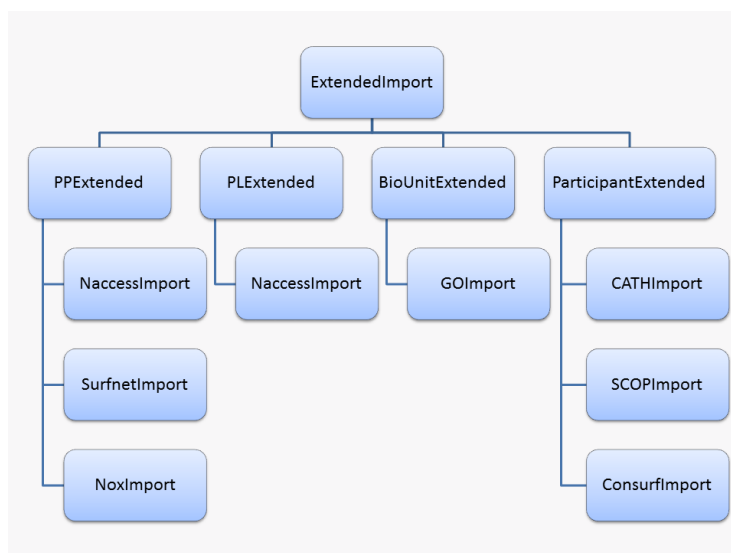 ExtendedImport
PPExtended
PLExtended
BioUnitExtended
ParticipantExtended
NaccessImport
NaccessImport
GOImport
CATHImport
SurfnetImport
SCOPImport
NoxImport
ConsurfImport